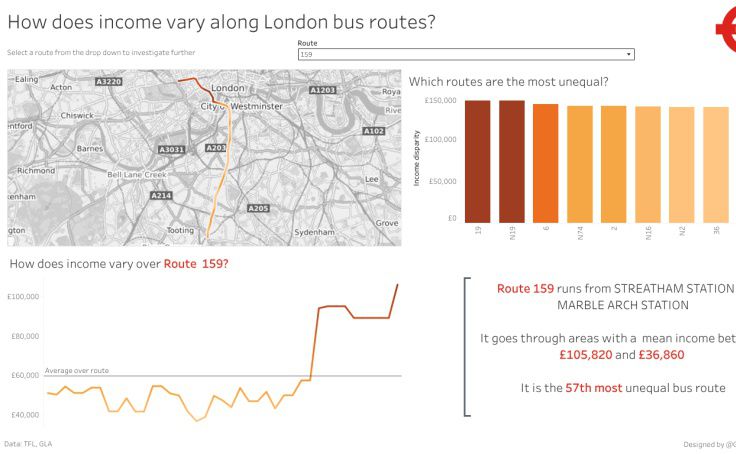 How does income vary along London bus routes?
Select a route from the drop down to investigate further
Route
159
Ealing
Acton
A3220
London
A1203
Roya
Rive
Chiswick
City of Westminster
A102
entford
Barnes
A3031
A203
Richmond
Bell Lane Creek
Lee
A214
A205
enham
Tooting
Sydenham
Grove
Kingston
Which routes are the most unequal?
Income disparity
£150,000
£100,000
£50,000
£0
19
N19
6
N74
2
N16
N2
36
How does income vary over Route 159?
£100,000
£80,000
£60,000
£40,000
Average over route
Route 159 runs from STREATHAM STATION
MARBLE ARCH STATION
It goes through areas with a mean income bet
£105,820 and £36,860
It is the 57th most unequal bus route
Data: TFL, GLA
Designed by @G